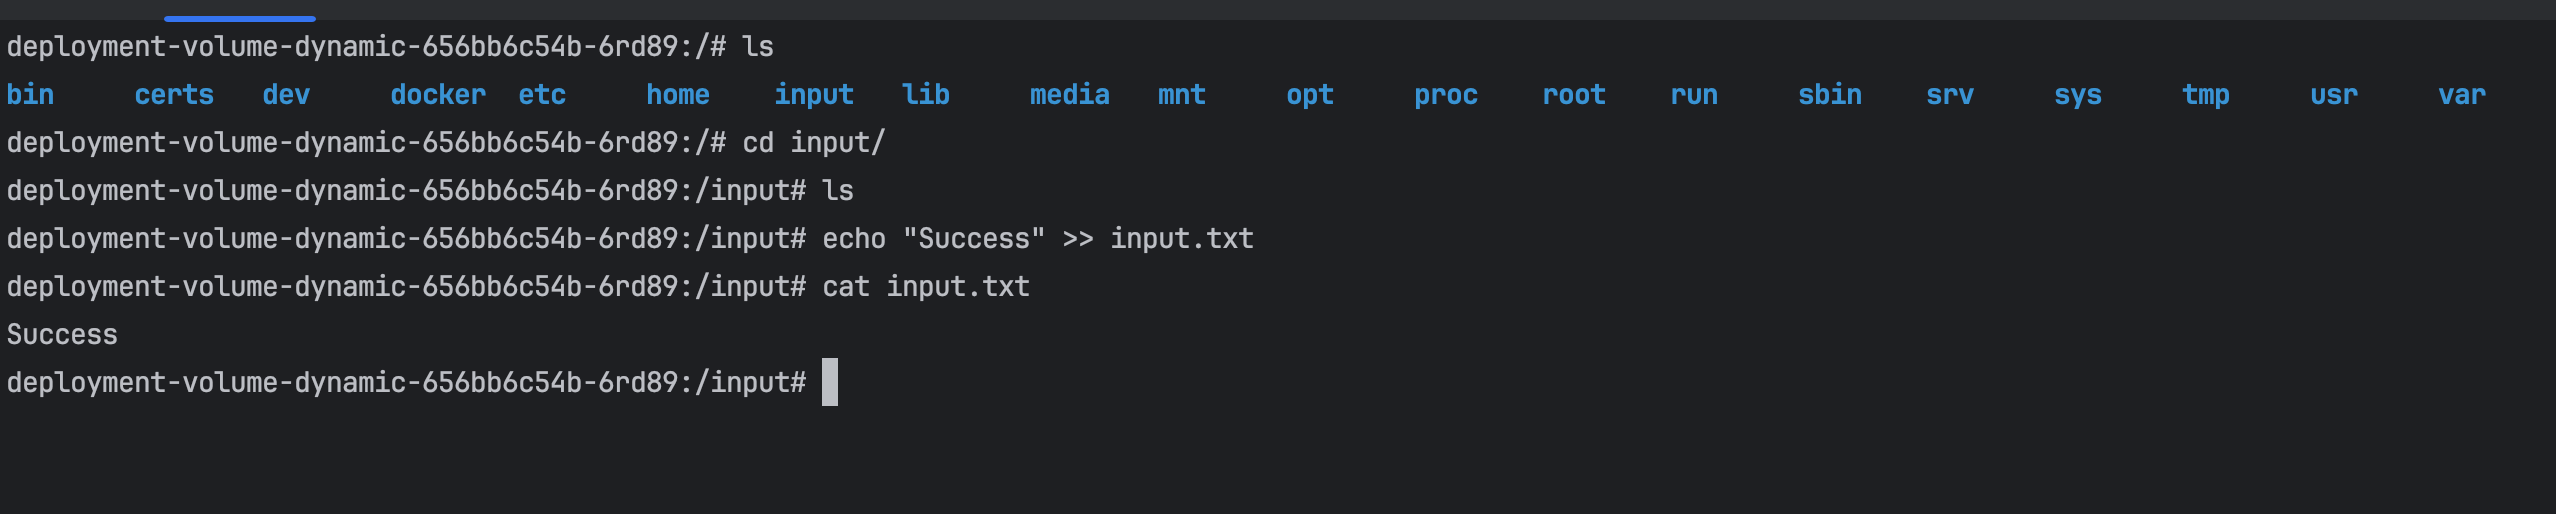 deployment-volume-dynamic-656bb6c54b-6rd89:/# ls
bin     certs   dev     docker  etc     home    input   lib     media   mnt     opt     proc    root    run     sbin    srv     sys     tmp     usr     var
deployment-volume-dynamic-656bb6c54b-6rd89:/# cd input/
deployment-volume-dynamic-656bb6c54b-6rd89:/input# ls
deployment-volume-dynamic-656bb6c54b-6rd89:/input# echo "Success" >> input.txt
deployment-volume-dynamic-656bb6c54b-6rd89:/input# cat input.txt
Success
deployment-volume-dynamic-656bb6c54b-6rd89:/input#